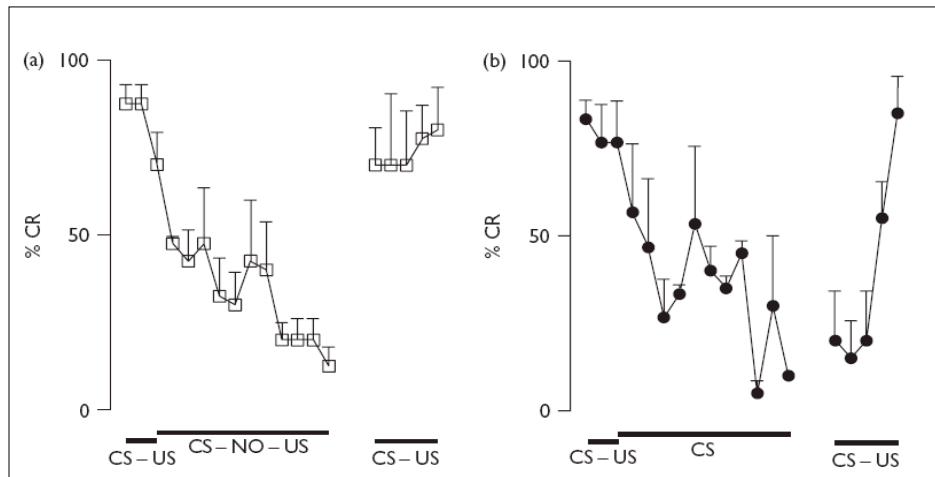 (a)
100
50
0
% CR
CS – US
CS – NO – US
CS – US
(b)
100
50
0
% CR
CS – US
CS
CS – US